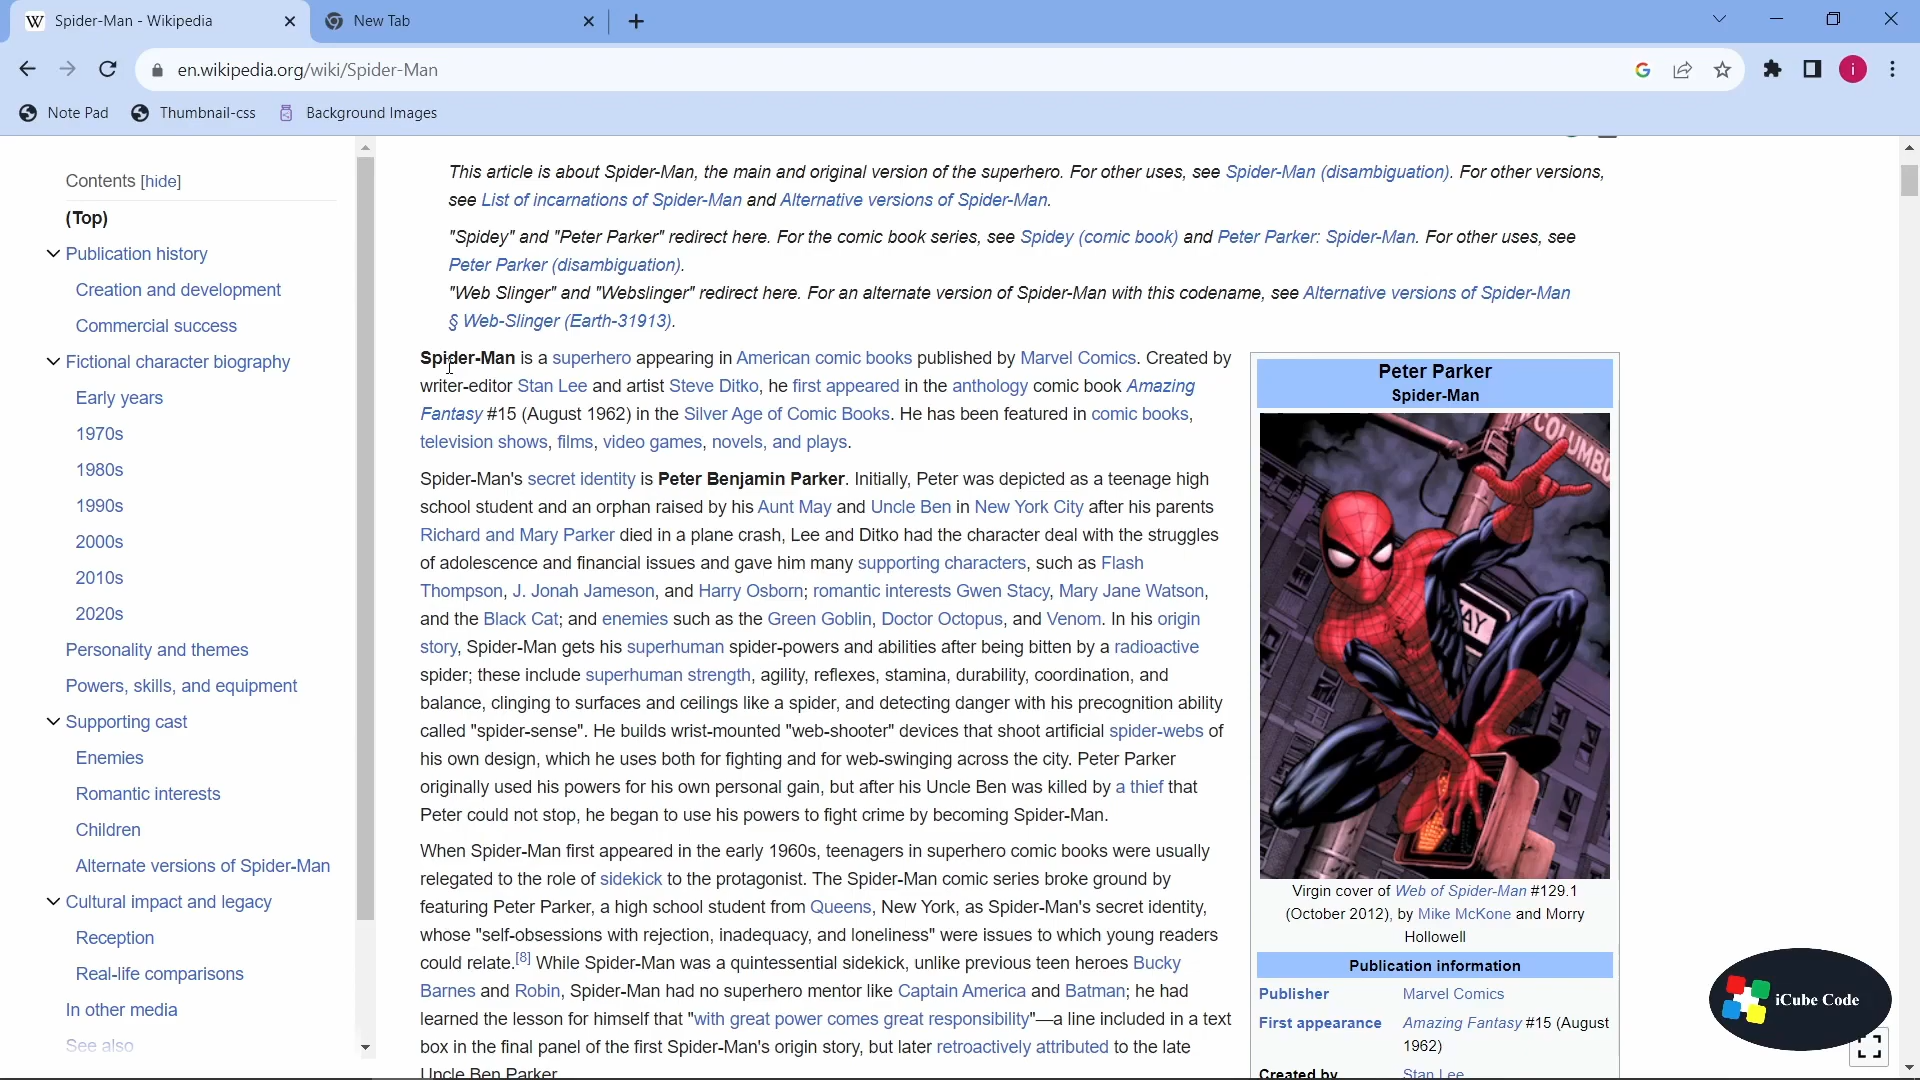 Spider-Man - Wikipedia
New Tab
en.wikipedia.org/wiki/Spider-Man
i
Note Pad
Thumbnail-css
Background Images
Contents [hide]
(Top)
Publication history
Creation and development
Commercial success
Fictional character biography
Early years
1970s
1980s
1990s
2000s
2010s
2020s
Personality and themes
Powers, skills, and equipment
Supporting cast
Enemies
Romantic interests
Children
Alternate versions of Spider-Man
Cultural impact and legacy
Reception
Real-life comparisons
In other media
See also
This article is about Spider-Man, the main and original version of the superhero. For other uses, see Spider-Man (disambiguation). For other versions,
see List of incarnations of Spider-Man and Alternative versions of Spider-Man.
"Spidey" and "Peter Parker" redirect here. For the comic book series, see Spidey (comic book) and Peter Parker: Spider-Man. For other uses, see
Peter Parker (disambiguation).
"Web Slinger" and "Webslinger" redirect here. For an alternate version of Spider-Man with this codename, see Alternative versions of Spider-Man
§ Web-Slinger (Earth-31913).
Spider-Man is a superhero appearing in American comic books published by Marvel Comics. Created by
writer-editor Stan Lee and artist Steve Ditko, he first appeared in the anthology comic book Amazing
Fantasy #15 (August 1962) in the Silver Age of Comic Books. He has been featured in comic books,
television shows, films, video games, novels, and plays.
Spider-Man's secret identity is Peter Benjamin Parker. Initially, Peter was depicted as a teenage high
school student and an orphan raised by his Aunt May and Uncle Ben in New York City after his parents
Richard and Mary Parker died in a plane crash, Lee and Ditko had the character deal with the struggles
of adolescence and financial issues and gave him many supporting characters, such as Flash
Thompson, J. Jonah Jameson, and Harry Osborn; romantic interests Gwen Stacy, Mary Jane Watson,
and the Black Cat; and enemies such as the Green Goblin, Doctor Octopus, and Venom. In his origin
story, Spider-Man gets his superhuman spider-powers and abilities after being bitten by a radioactive
spider; these include superhuman strength, agility, reflexes, stamina, durability, coordination, and
balance, clinging to surfaces and ceilings like a spider, and detecting danger with his precognition ability
called "spider-sense". He builds wrist-mounted "web-shooter" devices that shoot artificial spider-webs of
his own design, which he uses both for fighting and for web-swinging across the city. Peter Parker
originally used his powers for his own personal gain, but after his Uncle Ben was killed by a thief that
Peter could not stop, he began to use his powers to fight crime by becoming Spider-Man.
When Spider-Man first appeared in the early 1960s, teenagers in superhero comic books were usually
relegated to the role of sidekick to the protagonist. The Spider-Man comic series broke ground by
featuring Peter Parker, a high school student from Queens, New York, as Spider-Man's secret identity,
whose "self-obsessions with rejection, inadequacy, and loneliness" were issues to which young readers
could relate.[8] While Spider-Man was a quintessential sidekick, unlike previous teen heroes Bucky
Barnes and Robin, Spider-Man had no superhero mentor like Captain America and Batman; he had
learned the lesson for himself that "with great power comes great responsibility"—a line included in a text
box in the final panel of the first Spider-Man's origin story, but later retroactively attributed to the late
Uncle Ben Parker.
Peter Parker
Spider-Man
COLUMBU
AY
Virgin cover of Web of Spider-Man #129.1
(October 2012), by Mike McKone and Morry
Hollowell
Publication information
Publisher Marvel Comics
First appearance Amazing Fantasy #15 (August
1962)
Created by Stan Lee
iCube Code